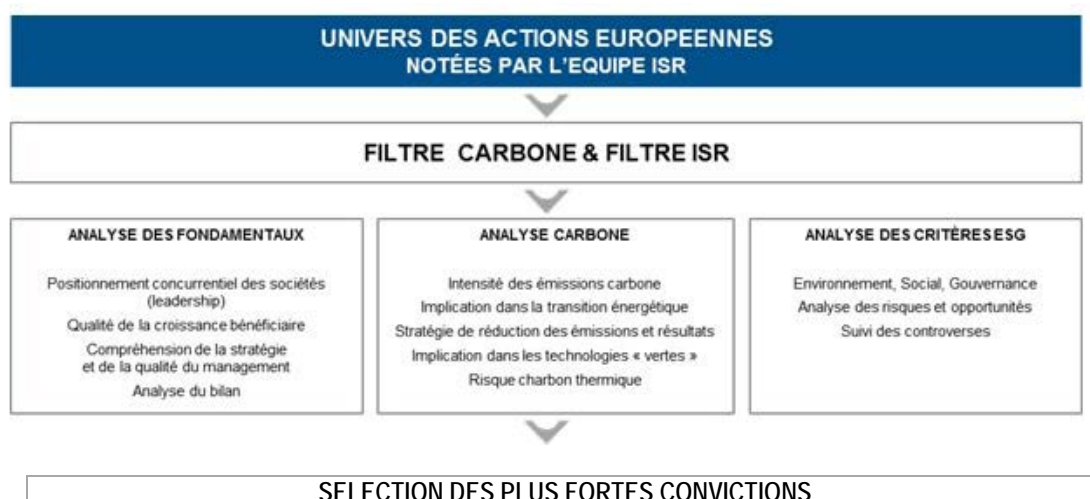 UNIVERS DES ACTIONS EUROPEENNES
NOTÉES PAR L'EQUIPE ISR
FILTRE CARBONE & FILTRE ISR
ANALYSE DES FONDAMENTAUX
Positionnement concurrentiel des sociétés
(leadership)
Qualité de la croissance bénéficiaire
Compréhension de la stratégie
et de la qualité du management
Analyse du bilan
ANALYSE CARBONE
Intensité des émissions carbone
Implication dans la transition énergétique
Stratégie de réduction des émissions et résultats
Implication dans les technologies « vertes »
Risque charbon thermique
ANALYSE DES CRITÈRES ESG
Environnement, Social, Gouvernance
Analyse des risques et opportunités
Suivi des controverses
SELECTION DES PLUS FORTES CONVICTIONS